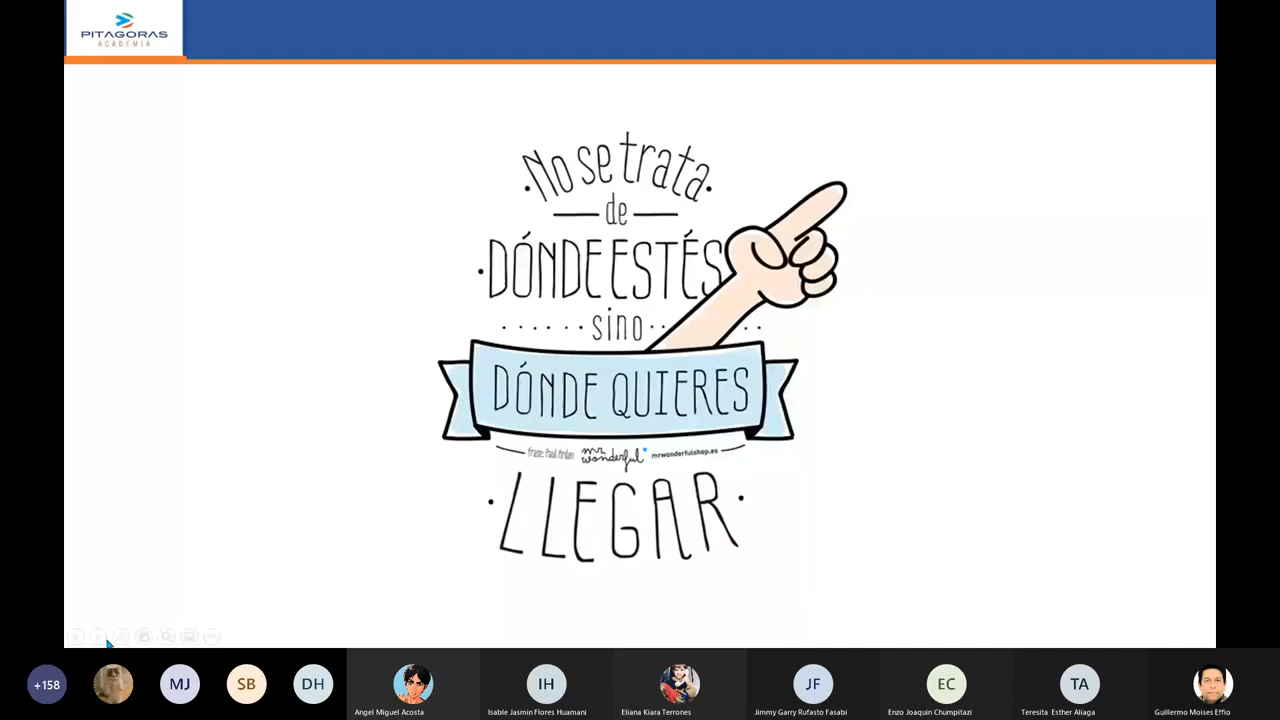 PITAGORAS
ACADEMIA
No se trata
de
DÓNDE ESTÉS
sino
DÓNDE QUIERES
frase: Paul Arden mr. wonderful mrwonderfulshop.es
LLEGAR
+158 MJ SB DH IH JF EC TA
Angel Miguel Acosta Isable Jasmin Flores Huamani Eliana Kiara Terrones Jimmy Garry Rufasto Fasabi Enzo Joaquin Chumpitazi Teresita Esther Aliaga Guillermo Moises Effio